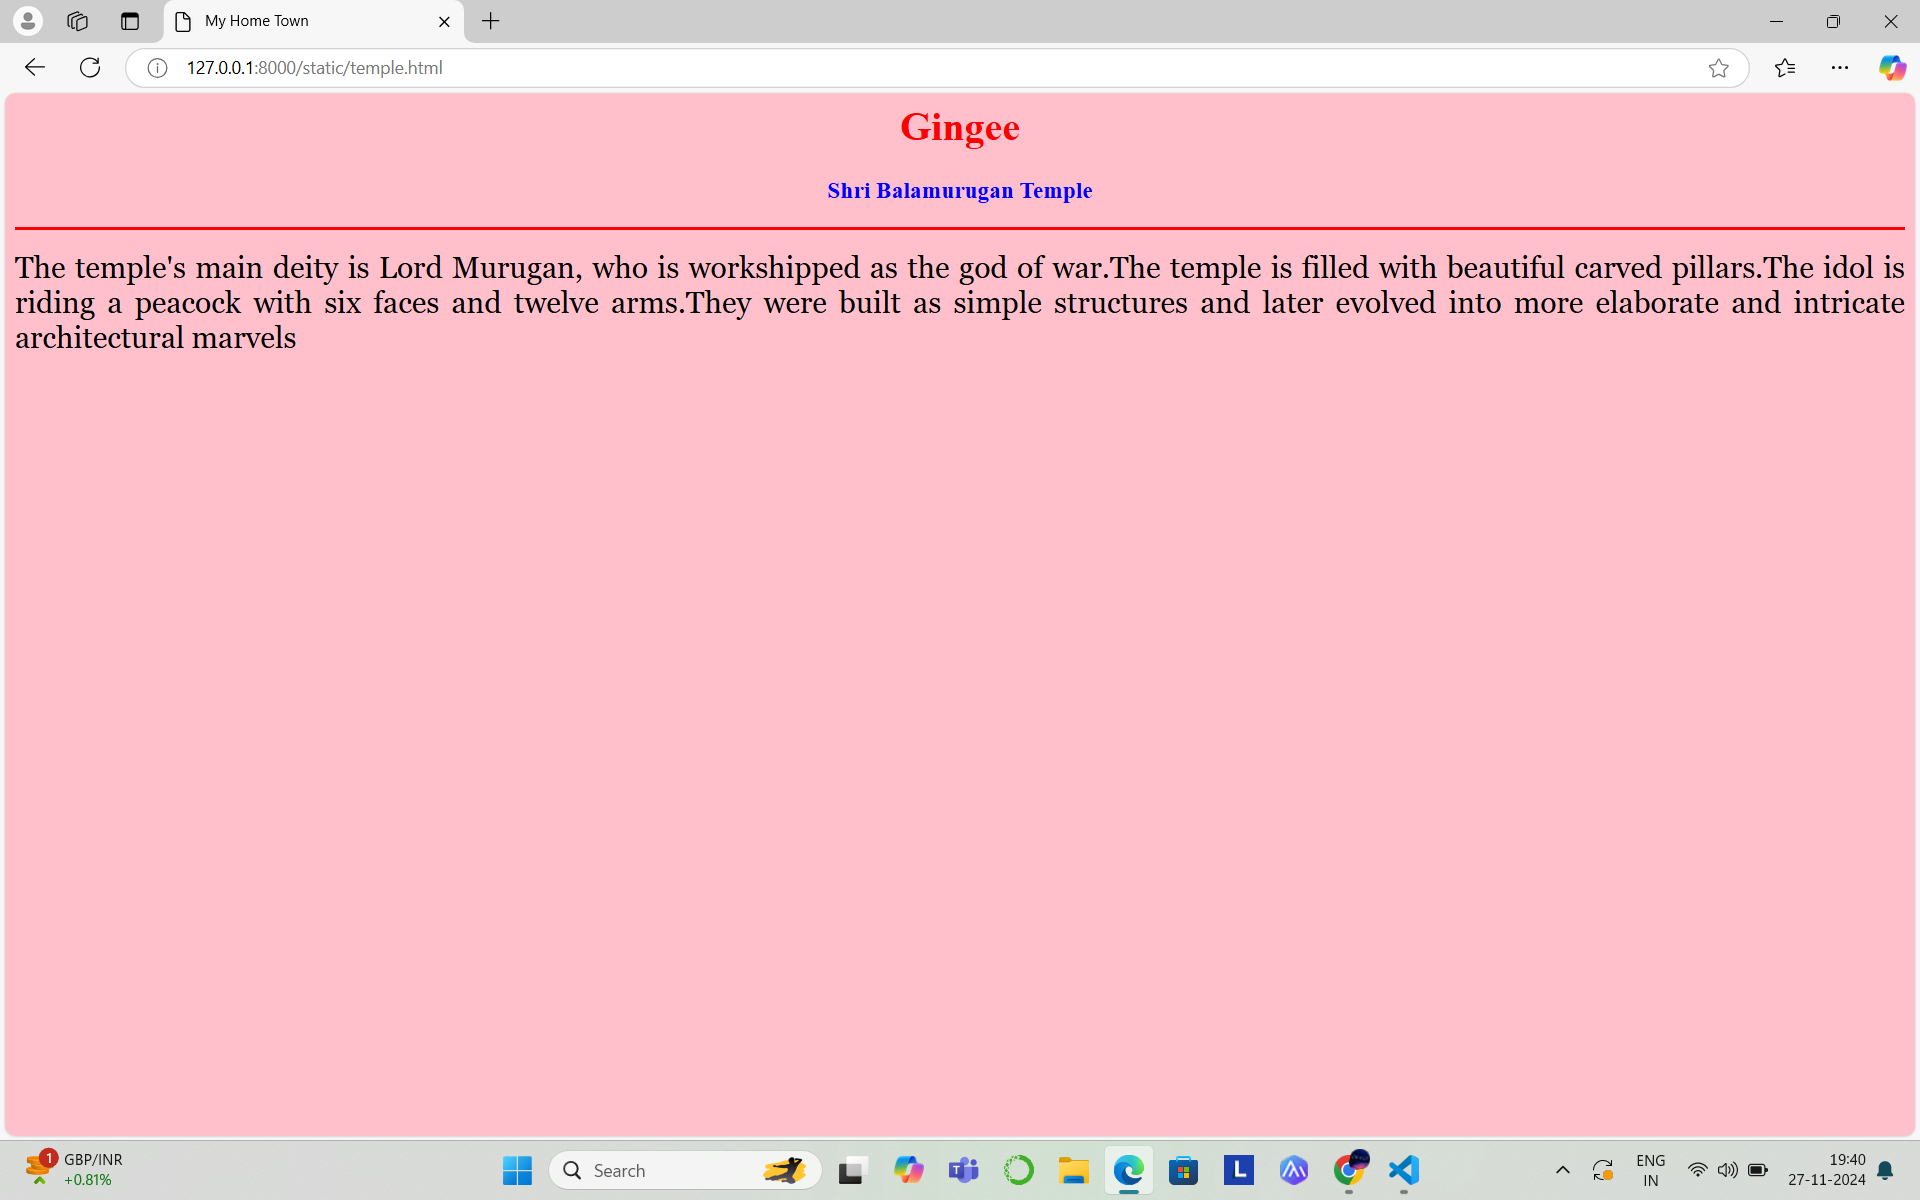 My Home Town
127.0.0.1:8000/static/temple.html
Gingee
Shri Balamurugan Temple
The temple's main deity is Lord Murugan, who is workshipped as the god of war.The temple is filled with beautiful carved pillars.The idol is
riding a peacock with six faces and twelve arms.They were built as simple structures and later evolved into more elaborate and intricate
architectural marvels
1
GBP/INR
+0.81%
Search
T
L
ENG
IN
19:40
27-11-2024